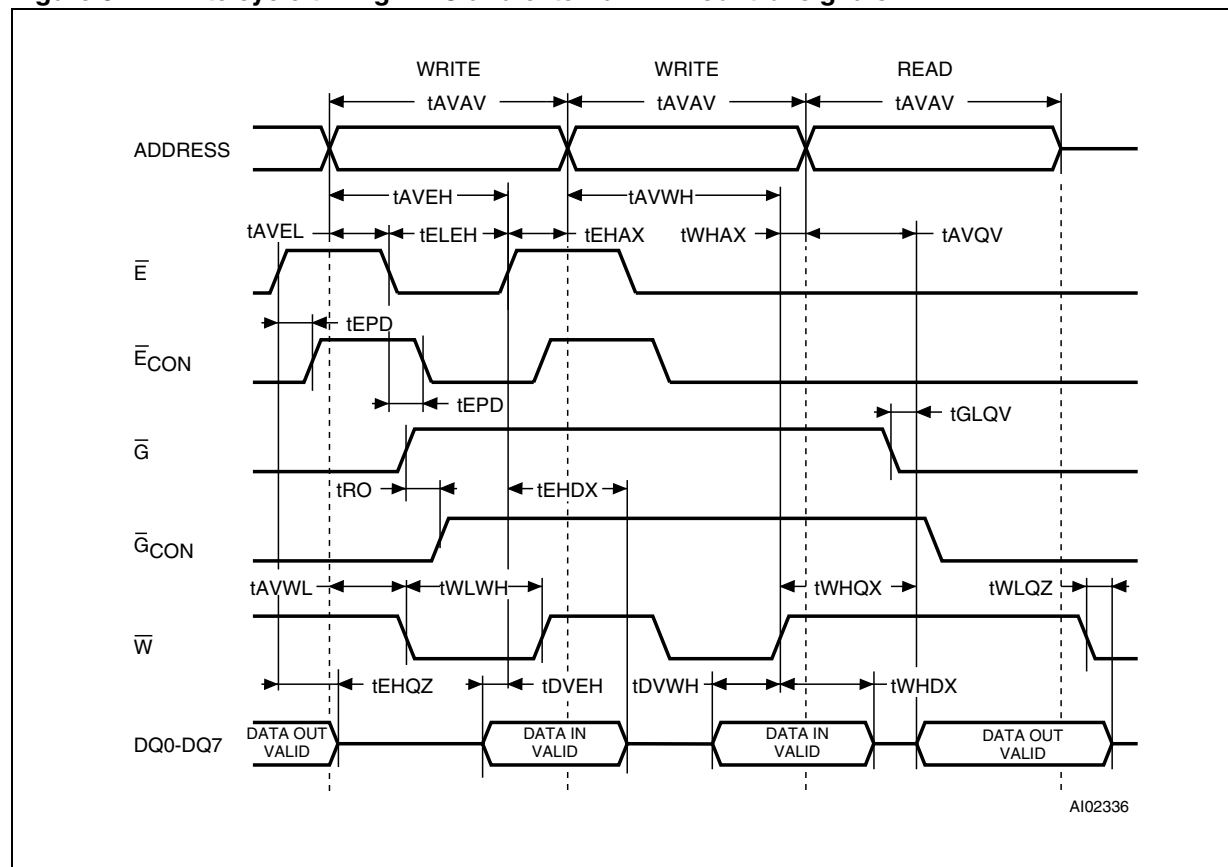 WRITE WRITE READ
tAVAV tAVAV tAVAV
ADDRESS
tAVEH tAVWH
tAVEL tELEH tEHAX tWHAX tAVQV
E̅
tEPD
E̅CON
tEPD tGLQV
G̅
tRO tEHDX
G̅CON
tAVWL tWLWH tWHQX tWLQZ
W̅
tEHQZ tDVEH tDVWH tWHDX
DQ0-DQ7 DATA OUT VALID DATA IN VALID DATA IN VALID DATA OUT VALID
AI02336